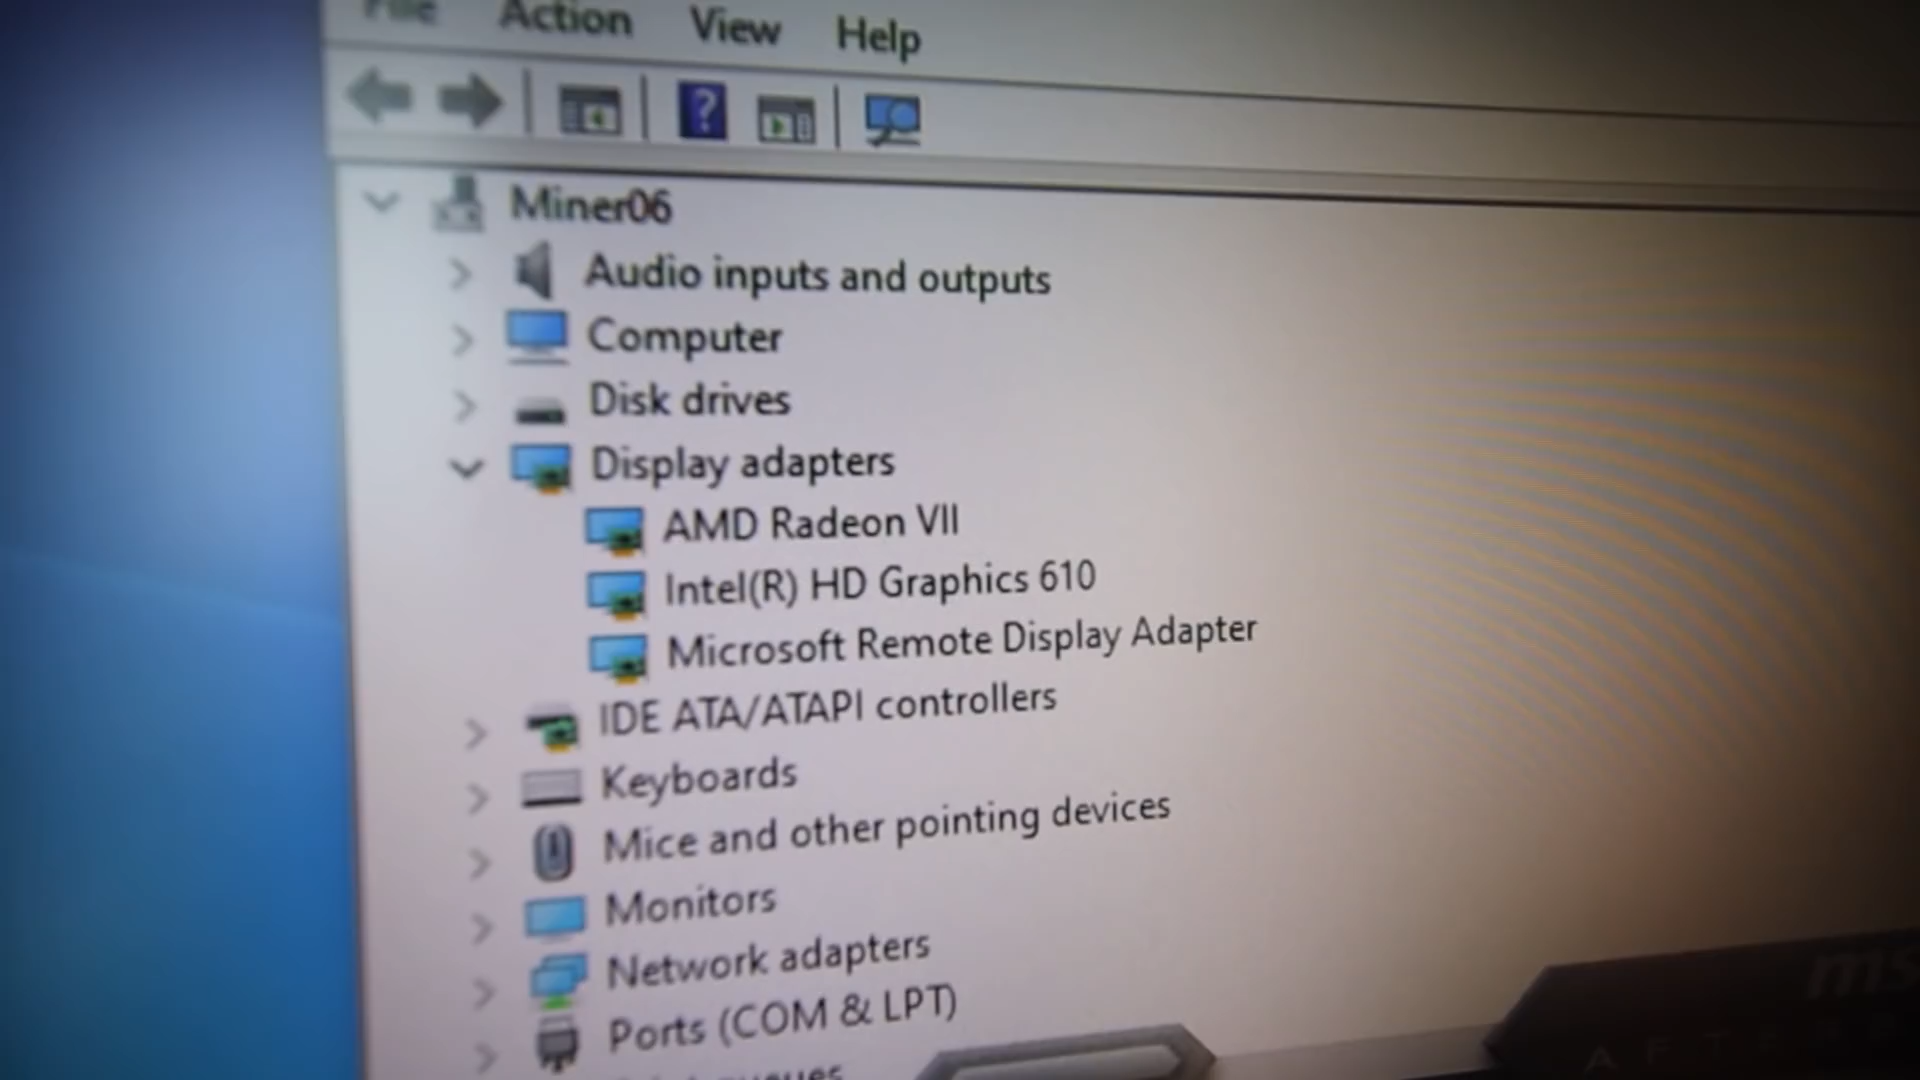 File Action View Help
Miner06
Audio inputs and outputs
Computer
Disk drives
Display adapters
AMD Radeon VII
Intel(R) HD Graphics 610
Microsoft Remote Display Adapter
IDE ATA/ATAPI controllers
Keyboards
Mice and other pointing devices
Monitors
Network adapters
Ports (COM & LPT)